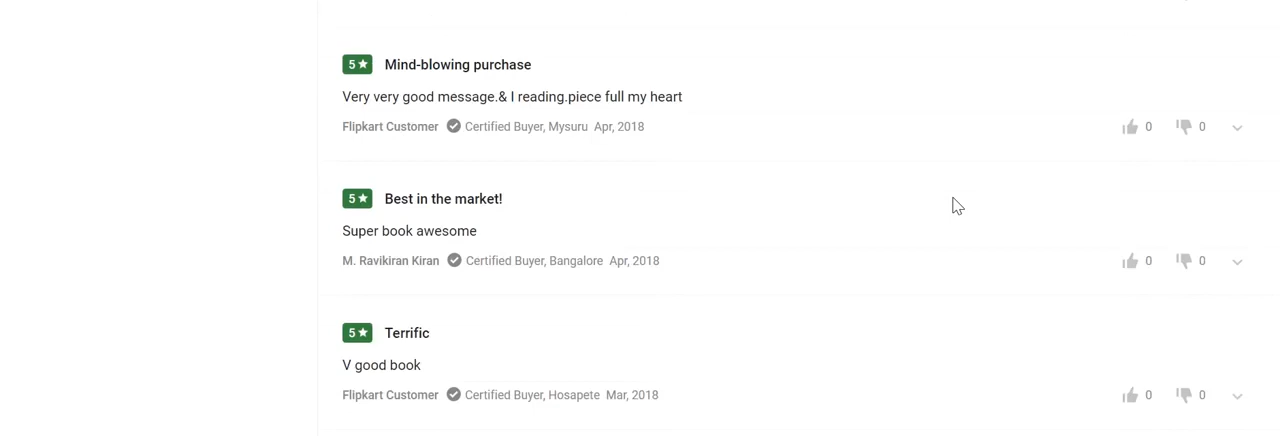 5★ Mind-blowing purchase
Very very good message.& I reading.piece full my heart
Flipkart Customer Certified Buyer, Mysuru Apr, 2018 0 0
5★ Best in the market!
Super book awesome
M. Ravikiran Kiran Certified Buyer, Bangalore Apr, 2018 0 0
5★ Terrific
V good book
Flipkart Customer Certified Buyer, Hosapete Mar, 2018 0 0